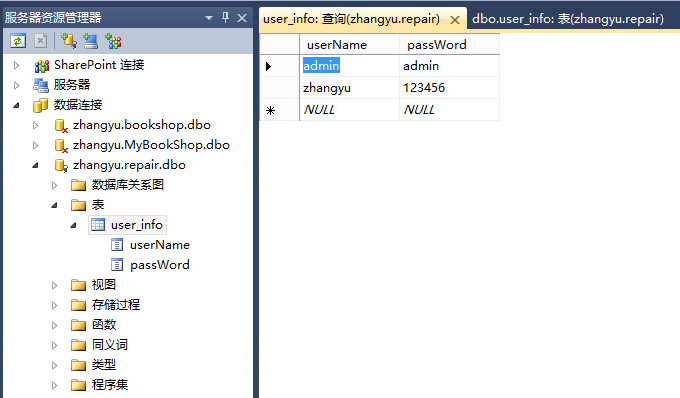 服务器资源管理器
SharePoint 连接
服务器
数据连接
zhangyu.bookshop.dbo
zhangyu.MyBookShop.dbo
zhangyu.repair.dbo
数据库关系图
表
user_info
userName
passWord
视图
存储过程
函数
同义词
类型
程序集
user_info: 查询(zhangyu.repair) dbo.user_info: 表(zhangyu.repair)
userName passWord
admin admin
zhangyu 123456
NULL NULL